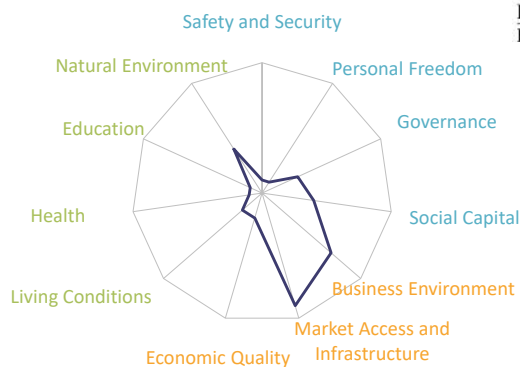 Safety and Security
Personal Freedom
Governance
Social Capital
Business Environment
Market Access and
Infrastructure
Economic Quality
Living Conditions
Health
Education
Natural Environment